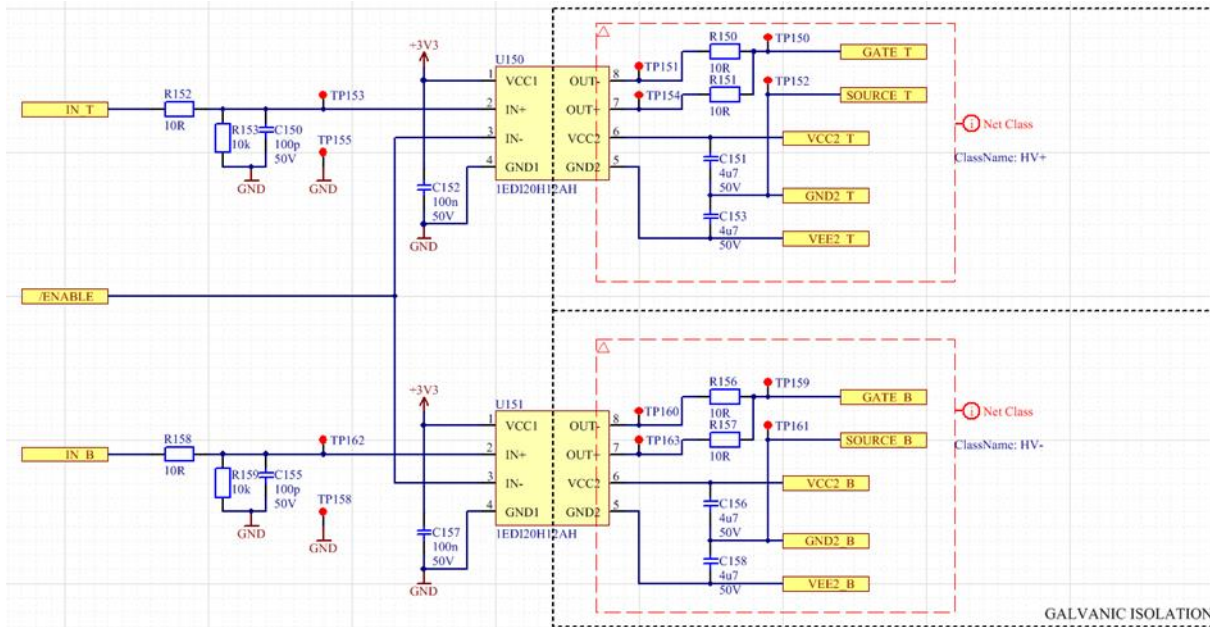 +3V3
U150
1
VCC1
OUT-
8
TP151
R150
10R
TP150
GATE_T
IN_T
R152
10R
TP153
2
IN+
OUT+
7
TP154
R151
10R
TP152
SOURCE_T
R153
10k
C150
100p
50V
TP155
3
IN-
VCC2
6
VCC2_T
Net Class
ClassName: HV+
GND
GND
4
GND1
GND2
5
1EDI20H12AH
C152
100n
50V
GND
C151
4u7
50V
GND2_T
C153
4u7
50V
VEE2_T
/ENABLE
+3V3
U151
1
VCC1
OUT-
8
TP160
R156
10R
TP159
GATE_B
IN_B
R158
10R
TP162
2
IN+
OUT+
7
TP163
R157
10R
TP161
SOURCE_B
Net Class
ClassName: HV-
R159
10k
C155
100p
50V
TP158
3
IN-
VCC2
6
VCC2_B
GND
GND
4
GND1
GND2
5
1EDI20H12AH
C157
100n
50V
GND
C156
4u7
50V
GND2_B
C158
4u7
50V
VEE2_B
GALVANIC ISOLATION